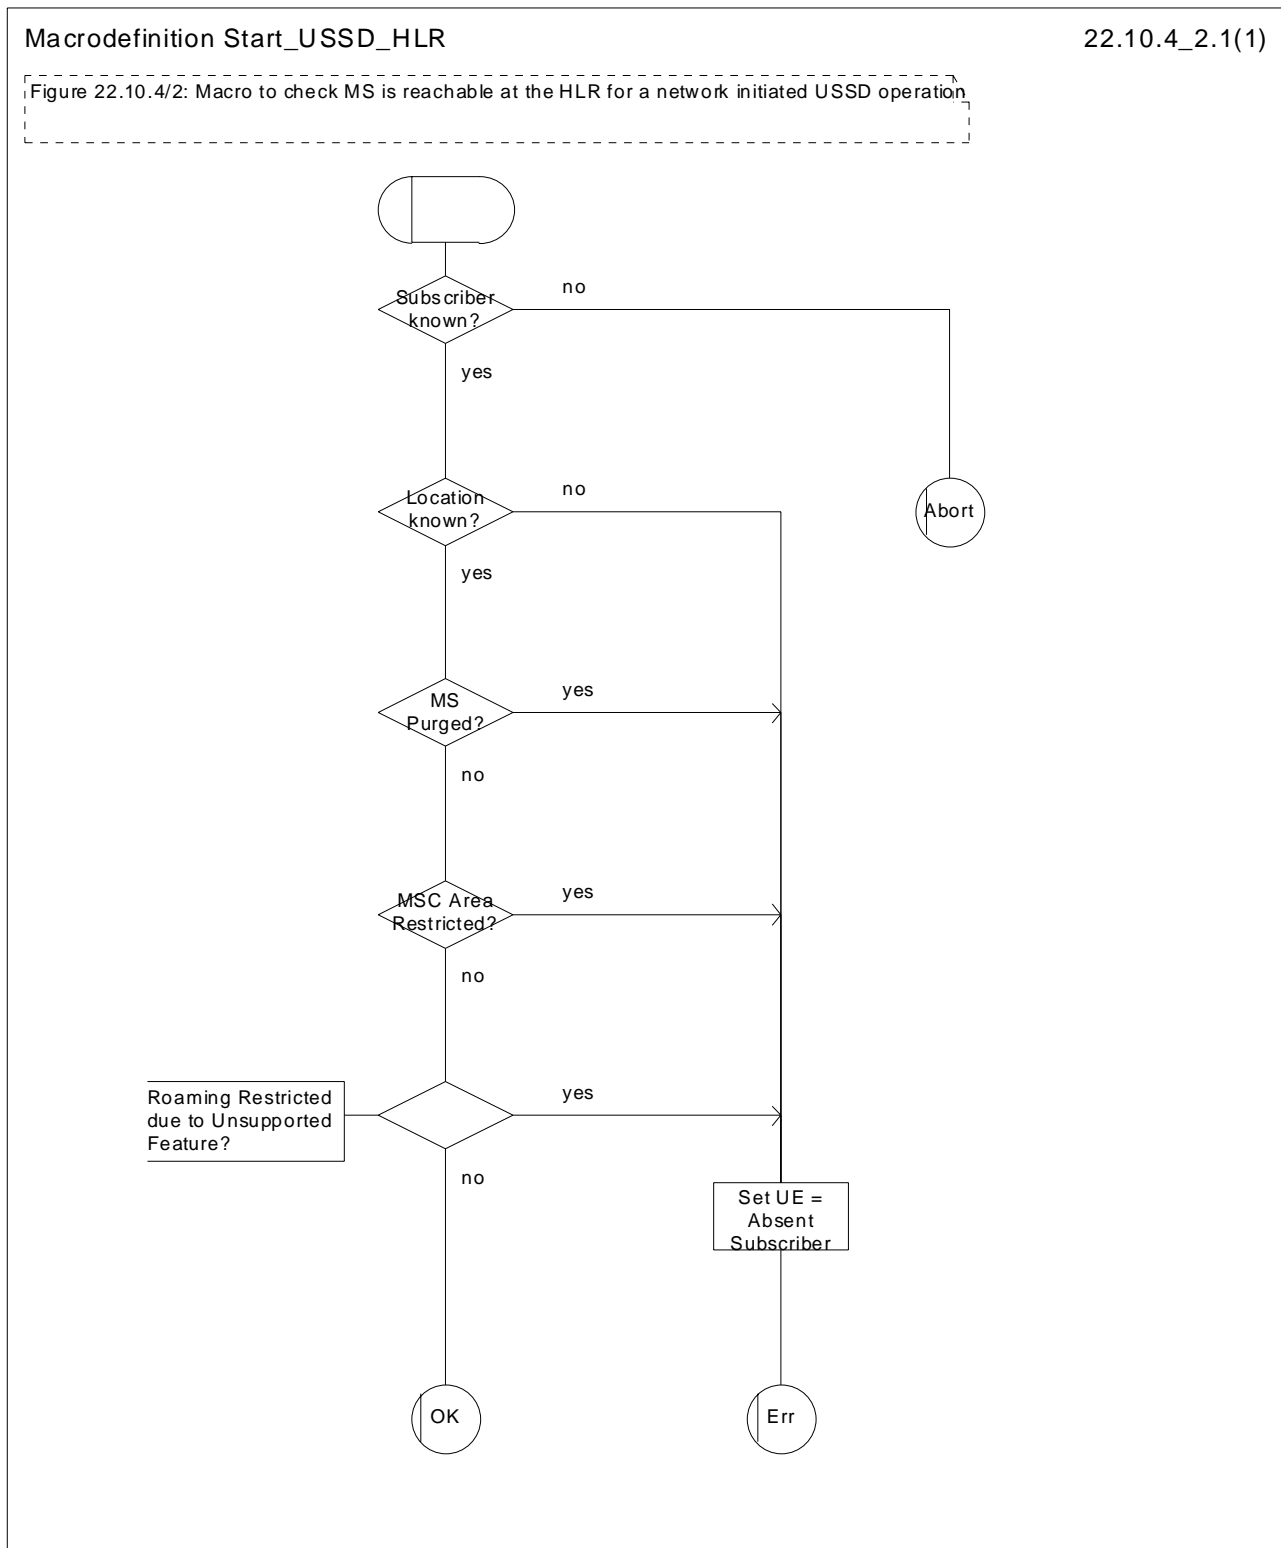 Macrodefinition Start_USSD_HLR
22.10.4_2.1(1)
Figure 22.10.4/2: Macro to check MS is reachable at the HLR for a network initiated USSD operation
Subscriber
known?
no
yes
Location
known?
no
Abort
yes
MS
Purged?
yes
no
MSC Area
Restricted?
yes
no
Roaming Restricted
due to Unsupported
Feature?
yes
no
Set UE =
Absent
Subscriber
OK
Err